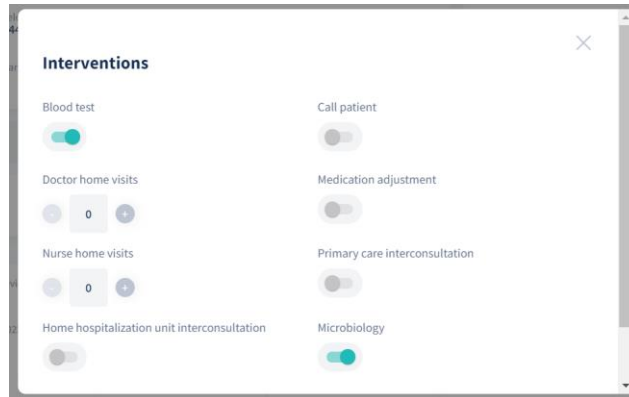 Interventions
Blood test
Call patient
Doctor home visits
Medication adjustment
- 0 +
Nurse home visits
Primary care interconsultation
- 0 +
Home hospitalization unit interconsultation
Microbiology